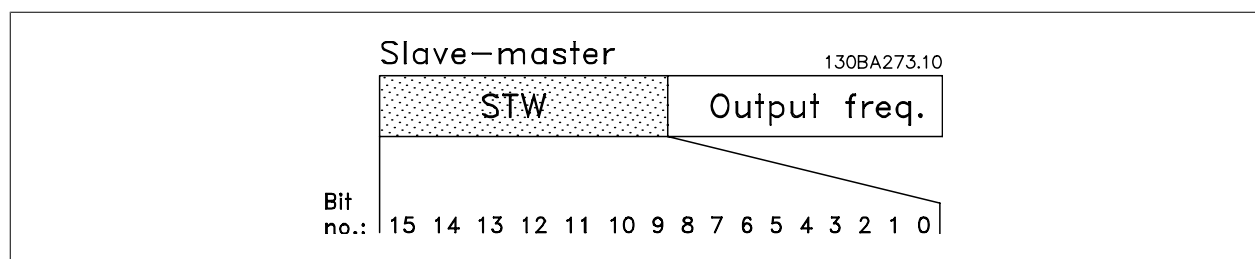 Slave-master 130BA273.10
STW Output freq.
Bit
no.: 15 14 13 12 11 10 9 8 7 6 5 4 3 2 1 0